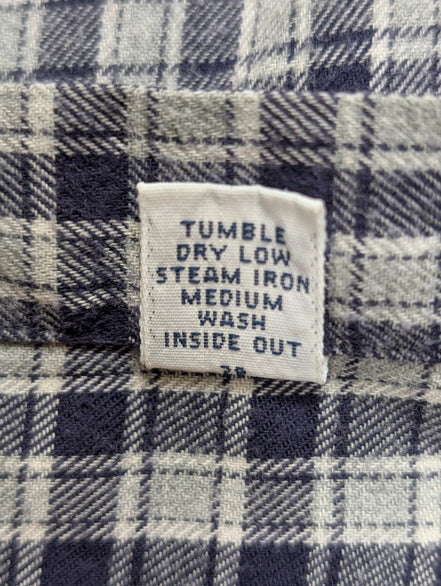 TUMBLE
DRY LOW
STEAM IRON
MEDIUM
WASH
INSIDE OUT